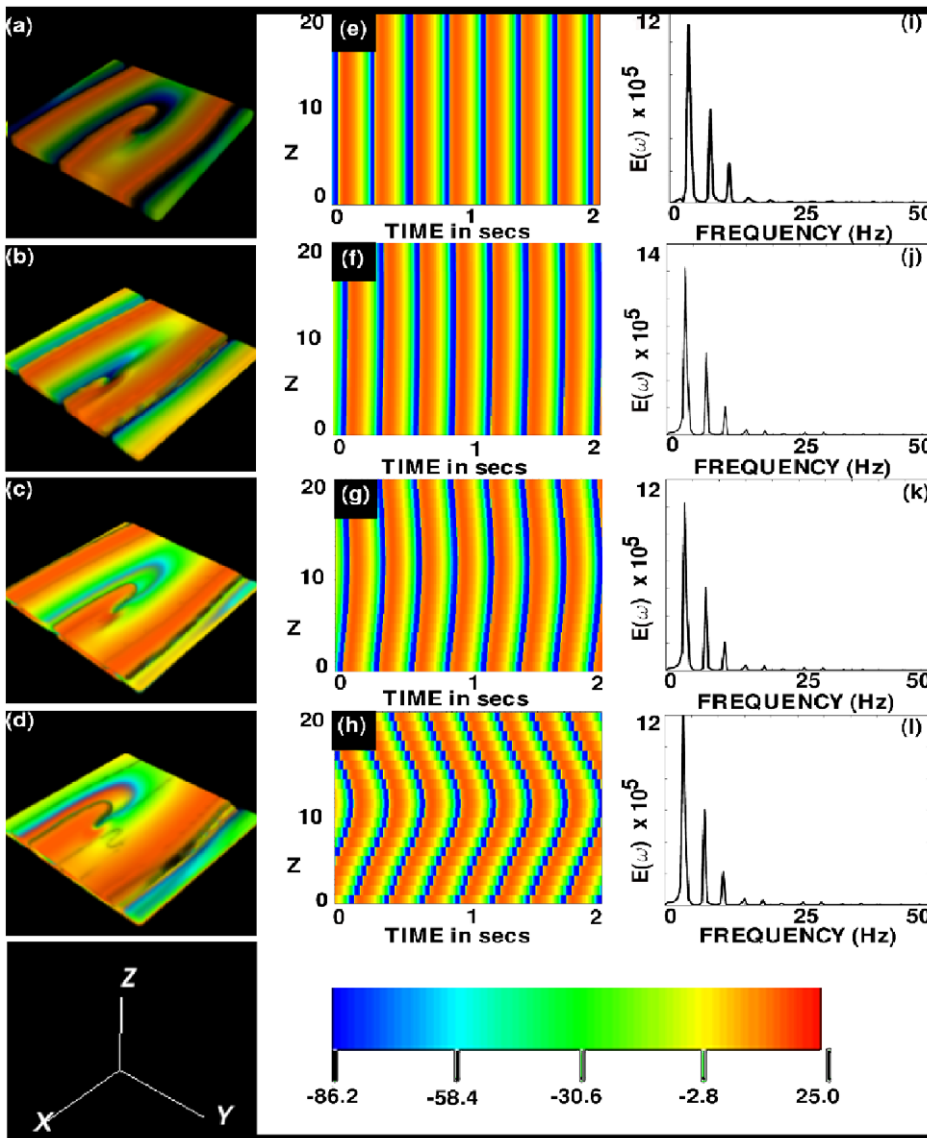 (a)
(e)
(i)
20
10
0
Z
0 1 2
TIME in secs
12
E(ω) x 10⁵
0 25 50
FREQUENCY (Hz)
(b)
(f)
(j)
20
10
0
Z
0 1 2
TIME in secs
14
E(ω) x 10⁵
0 25 50
FREQUENCY (Hz)
(c)
(g)
(k)
20
10
0
Z
0 1 2
TIME in secs
12
E(ω) x 10⁵
0 25 50
FREQUENCY (Hz)
(d)
(h)
(l)
20
10
0
Z
0 1 2
TIME in secs
12
E(ω) x 10⁵
0 25 50
FREQUENCY (Hz)
Z
X
Y
-86.2 -58.4 -30.6 -2.8 25.0